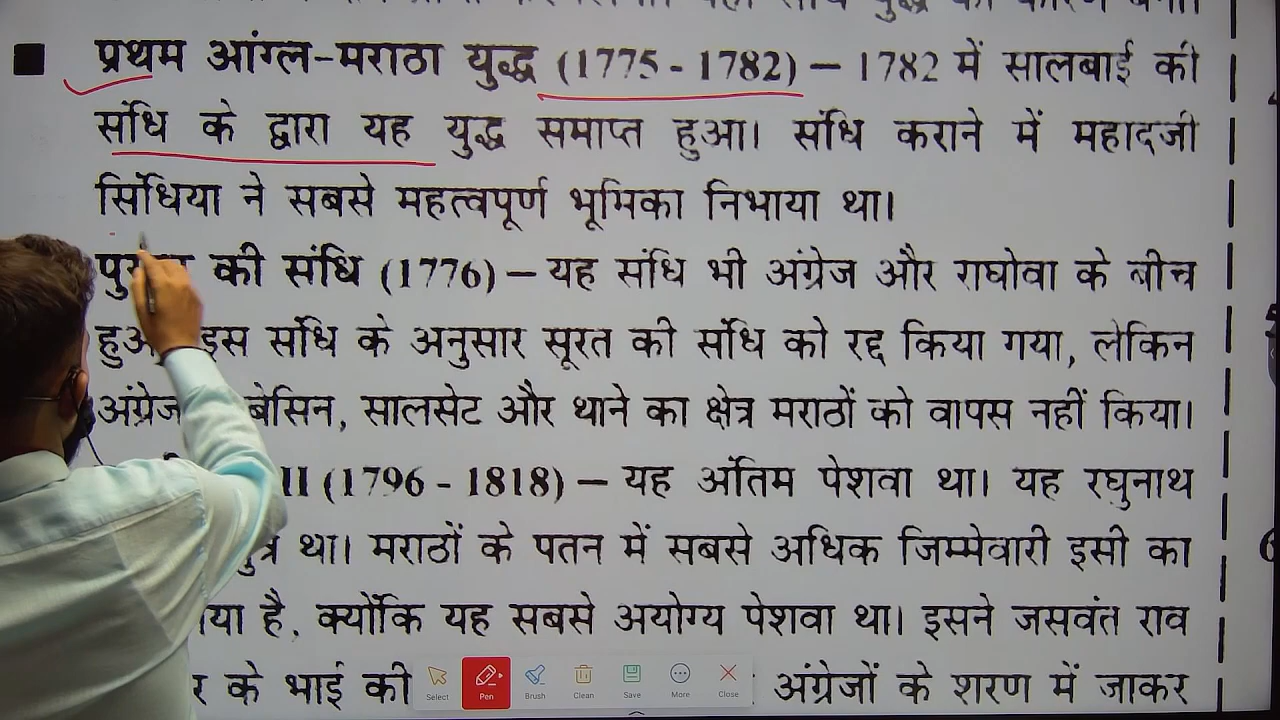 प्रथम आंग्ल-मराठा युद्ध (1775 - 1782) – 1782 में सालबाई की
संधि के द्वारा यह युद्ध समाप्त हुआ। संधि कराने में महादजी
सिंधिया ने सबसे महत्वपूर्ण भूमिका निभाया था।
की संधि (1776) – यह संधि भी अंग्रेज और राघोवा के बीच
इस संधि के अनुसार सूरत की संधि को रद्द किया गया, लेकिन
बेसिन, सालसेट और थाने का क्षेत्र मराठों को वापस नहीं किया।
II (1796 - 1818) – यह अंतिम पेशवा था। यह रघुनाथ
था। मराठों के पतन में सबसे अधिक जिम्मेवारी इसी का
है, क्योंकि यह सबसे अयोग्य पेशवा था। इसने जसवंत राव
के भाई की अंग्रेजों के शरण में जाकर
Select Pen Brush Clean Save More Close